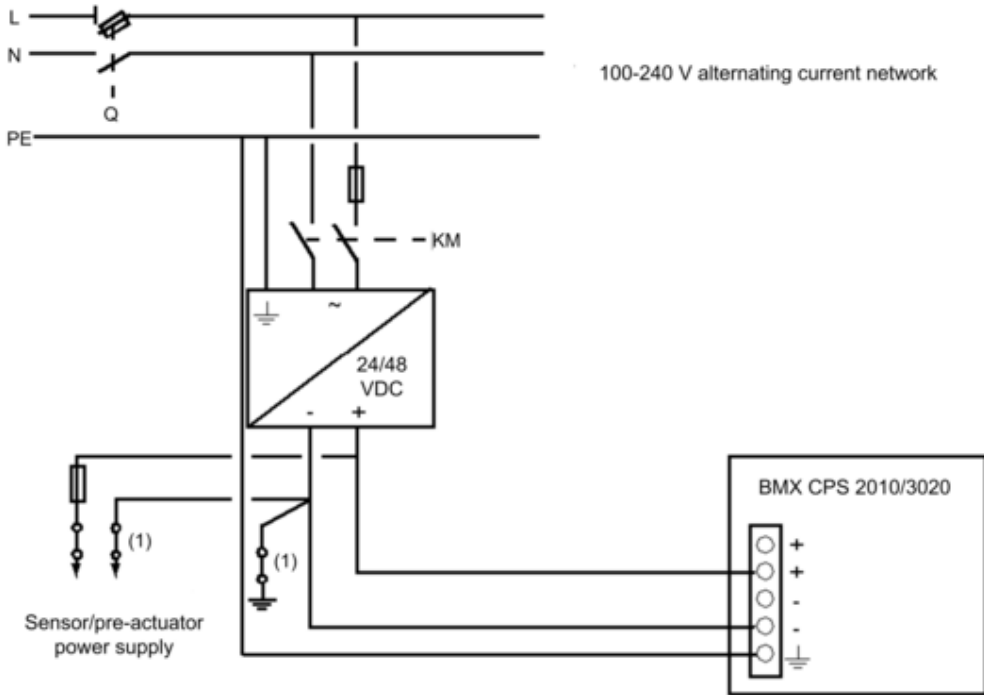 L
N
100-240 V alternating current network
Q
PE
KM
~
24/48
VDC
- +
BMX CPS 2010/3020
+
+
-
-
(1)
(1)
Sensor/pre-actuator
power supply